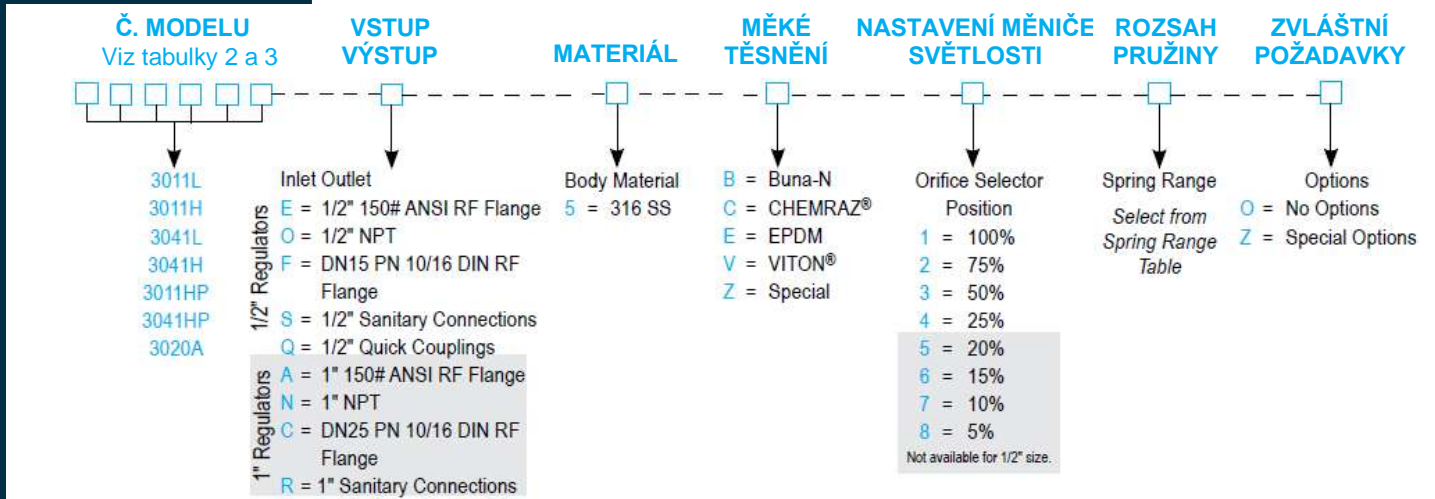 Č. MODELU
Viz tabulky 2 a 3
VSTUP
VÝSTUP
MATERIÁL
MĚKÉ
TĚSNĚNÍ
NASTAVENÍ MĚNIČE
SVĚTLOSTI
ROZSAH
PRUŽINY
ZVLÁŠTNÍ
POŽADAVKY
3011L
3011H
3041L
3041H
3011HP
3041HP
3020A
Inlet Outlet
1/2" Regulators
E = 1/2" 150# ANSI RF Flange
O = 1/2" NPT
F = DN15 PN 10/16 DIN RF
Flange
S = 1/2" Sanitary Connections
Q = 1/2" Quick Couplings
1" Regulators
A = 1" 150# ANSI RF Flange
N = 1" NPT
C = DN25 PN 10/16 DIN RF
Flange
R = 1" Sanitary Connections
Body Material
5 = 316 SS
B = Buna-N
C = CHEMRAZ®
E = EPDM
V = VITON®
Z = Special
Orifice Selector
Position
1 = 100%
2 = 75%
3 = 50%
4 = 25%
5 = 20%
6 = 15%
7 = 10%
8 = 5%
Not available for 1/2" size.
Spring Range
Select from
Spring Range
Table
Options
O = No Options
Z = Special Options